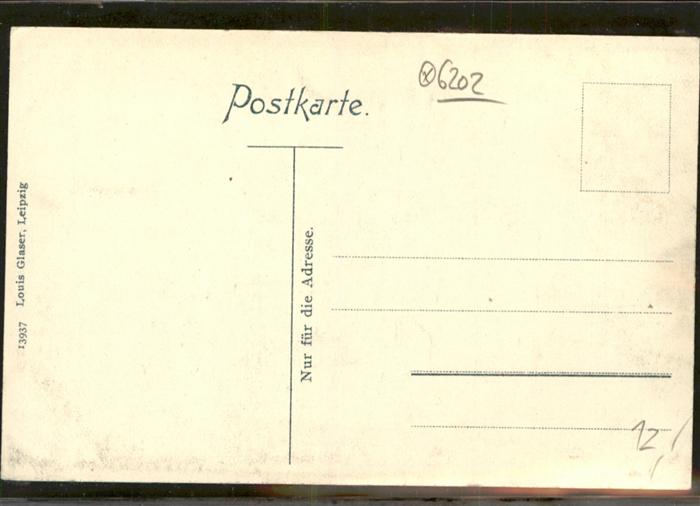 ⊗6202
Postkarte.
Nur für die Adresse.
13937 Louis Glaser, Leipzig
12,